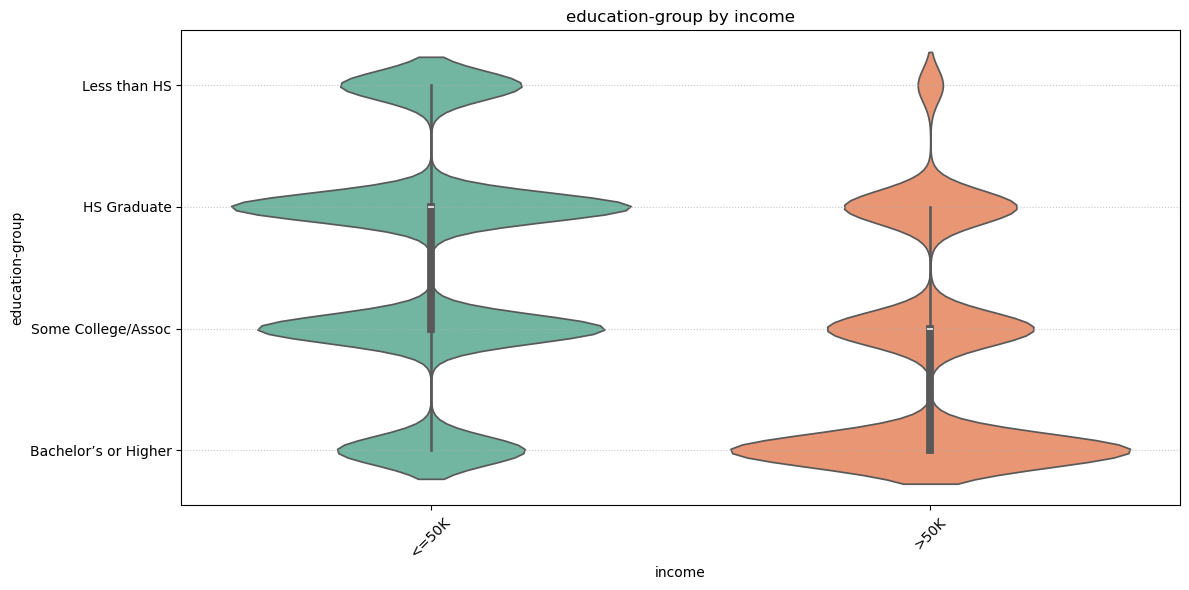 education-group by income
education-group
Less than HS
HS Graduate
Some College/Assoc
Bachelor’s or Higher
<=50K
>50K
income